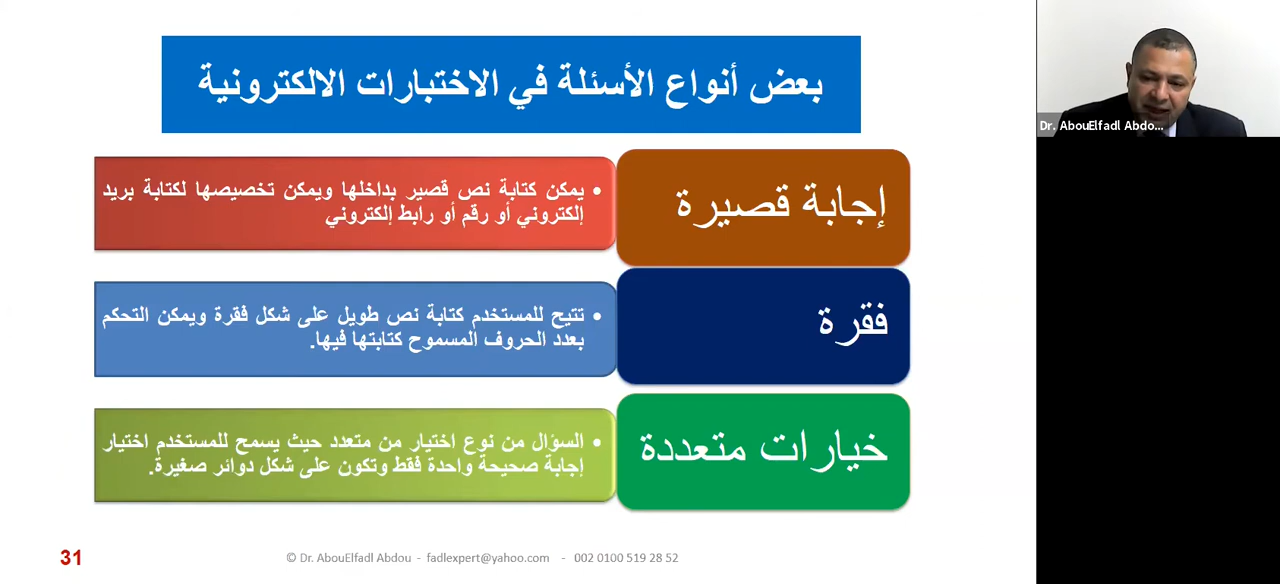 بعض أنواع الأسئلة في الاختبارات الالكترونية
إجابة قصيرة
• يمكن كتابة نص قصير بداخلها ويمكن تخصيصها لكتابة بريد
إلكتروني أو رقم أو رابط إلكتروني
فقرة
• تتيح للمستخدم كتابة نص طويل على شكل فقرة ويمكن التحكم
بعدد الحروف المسموح كتابتها فيها.
خيارات متعددة
• السؤال من نوع اختيار من متعدد حيث يسمح للمستخدم اختيار
إجابة صحيحة واحدة فقط وتكون على شكل دوائر صغيرة.
31
© Dr. AbouElfadl Abdou - fadlexpert@yahoo.com - 002 0100 519 28 52
Dr. AbouElfadl Abdo...